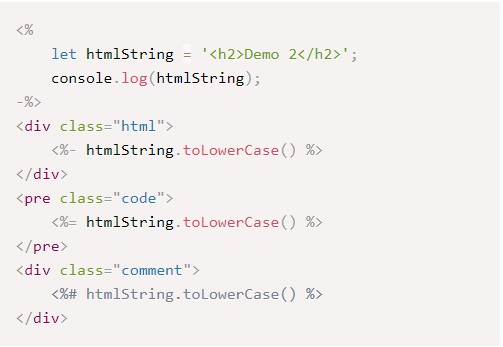 <%
    let htmlString = '<h2>Demo 2</h2>';
    console.log(htmlString);
-%>
<div class="html">
    <%- htmlString.toLowerCase() %>
</div>
<pre class="code">
    <%= htmlString.toLowerCase() %>
</pre>
<div class="comment">
    <%# htmlString.toLowerCase() %>
</div>